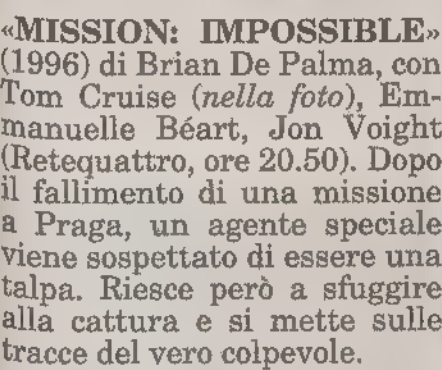 «MISSION: IMPOSSIBLE»
(1996) di Brian De Palma, con
Tom Cruise (nella foto), Em-
manuelle Béart, Jon Voight
(Retequattro, ore 20.50). Dopo
il fallimento di una missione
a Praga, un agente speciale
viene sospettato di essere una
talpa. Riesce però a sfuggire
alla cattura e si mette sulle
tracce del vero colpevole.